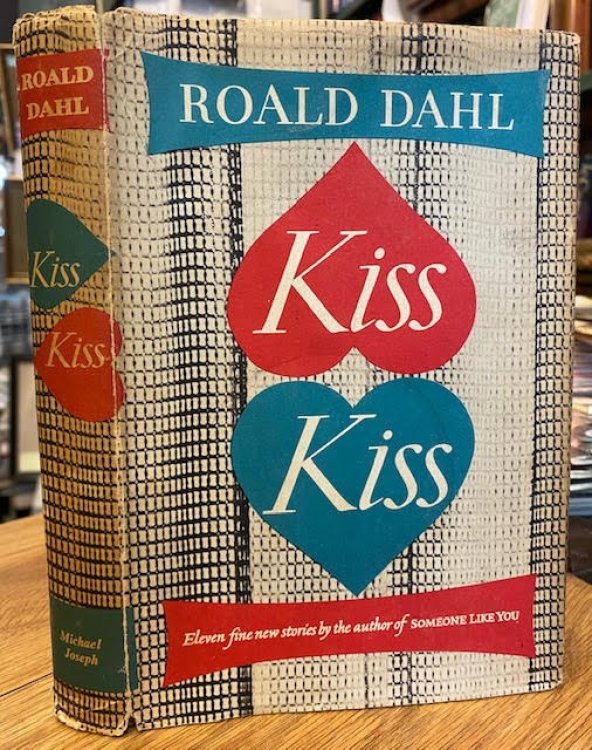 ROALD
DAHL
Kiss
Kiss
Michael
Joseph
ROALD DAHL
Kiss
Kiss
Eleven fine new stories by the author of SOMEONE LIKE YOU